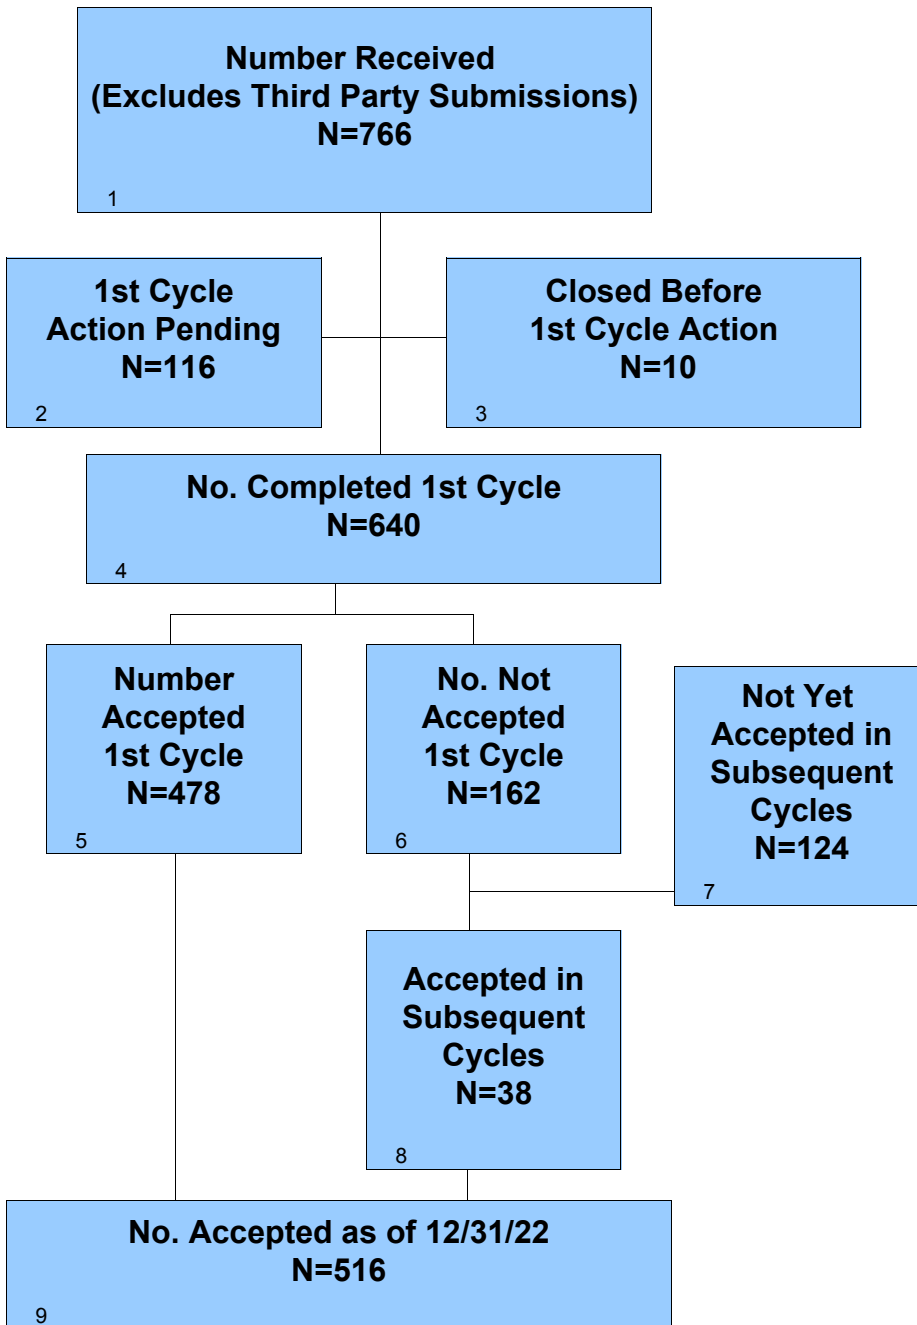 Number Received
(Excludes Third Party Submissions)
N=766
1
1st Cycle
Action Pending
N=116
2
Closed Before
1st Cycle Action
N=10
3
No. Completed 1st Cycle
N=640
4
Number
Accepted
1st Cycle
N=478
5
No. Not
Accepted
1st Cycle
N=162
6
Not Yet
Accepted in
Subsequent
Cycles
N=124
7
Accepted in
Subsequent
Cycles
N=38
8
No. Accepted as of 12/31/22
N=516
9